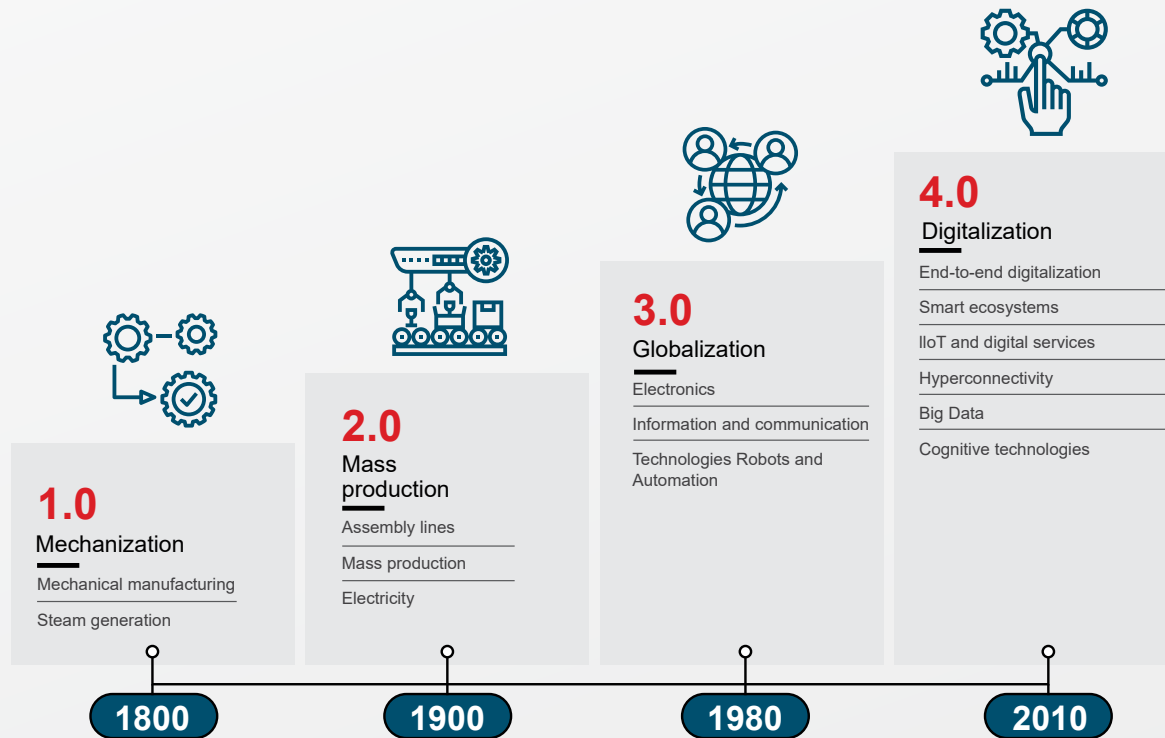 1.0
Mechanization
Mechanical manufacturing
Steam generation
1800
2.0
Mass
production
Assembly lines
Mass production
Electricity
1900
3.0
Globalization
Electronics
Information and communication
Technologies Robots and
Automation
1980
4.0
Digitalization
End-to-end digitalization
Smart ecosystems
IIoT and digital services
Hyperconnectivity
Big Data
Cognitive technologies
2010